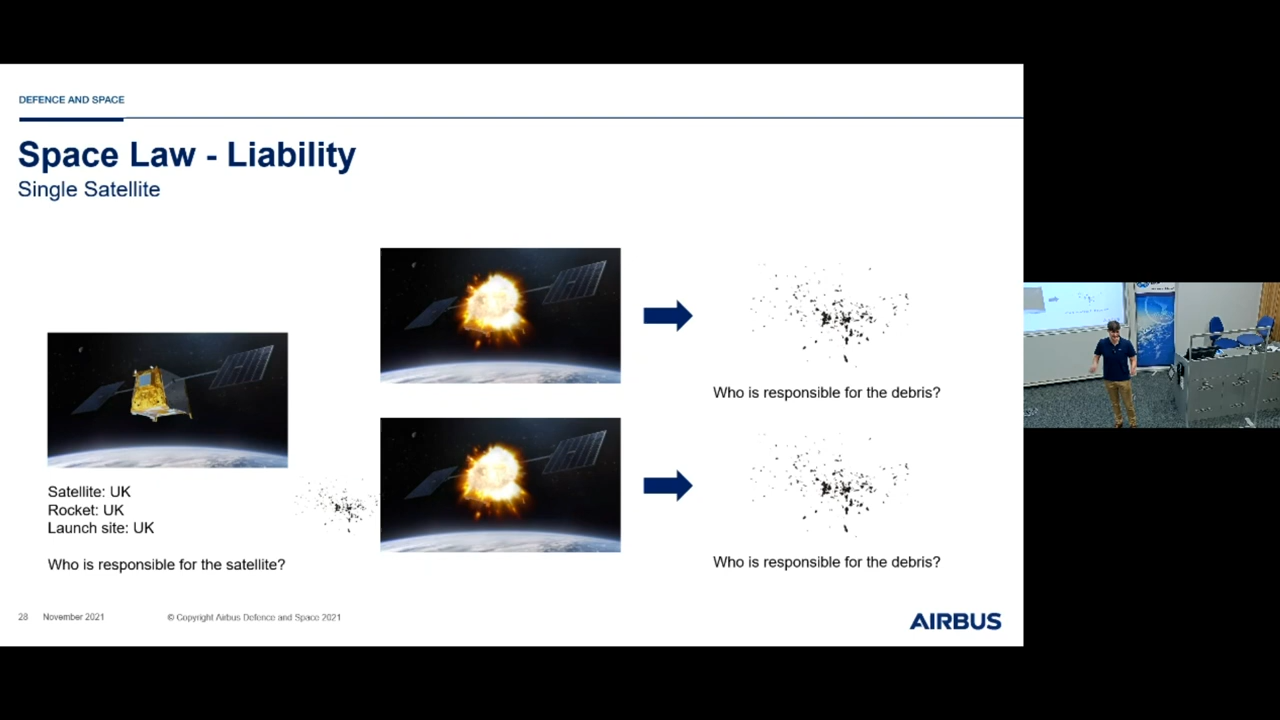 DEFENCE AND SPACE
Space Law - Liability
Single Satellite
Who is responsible for the debris?
Satellite: UK
Rocket: UK
Launch site: UK
Who is responsible for the satellite?
Who is responsible for the debris?
28 November 2021 © Copyright Airbus Defence and Space 2021
AIRBUS